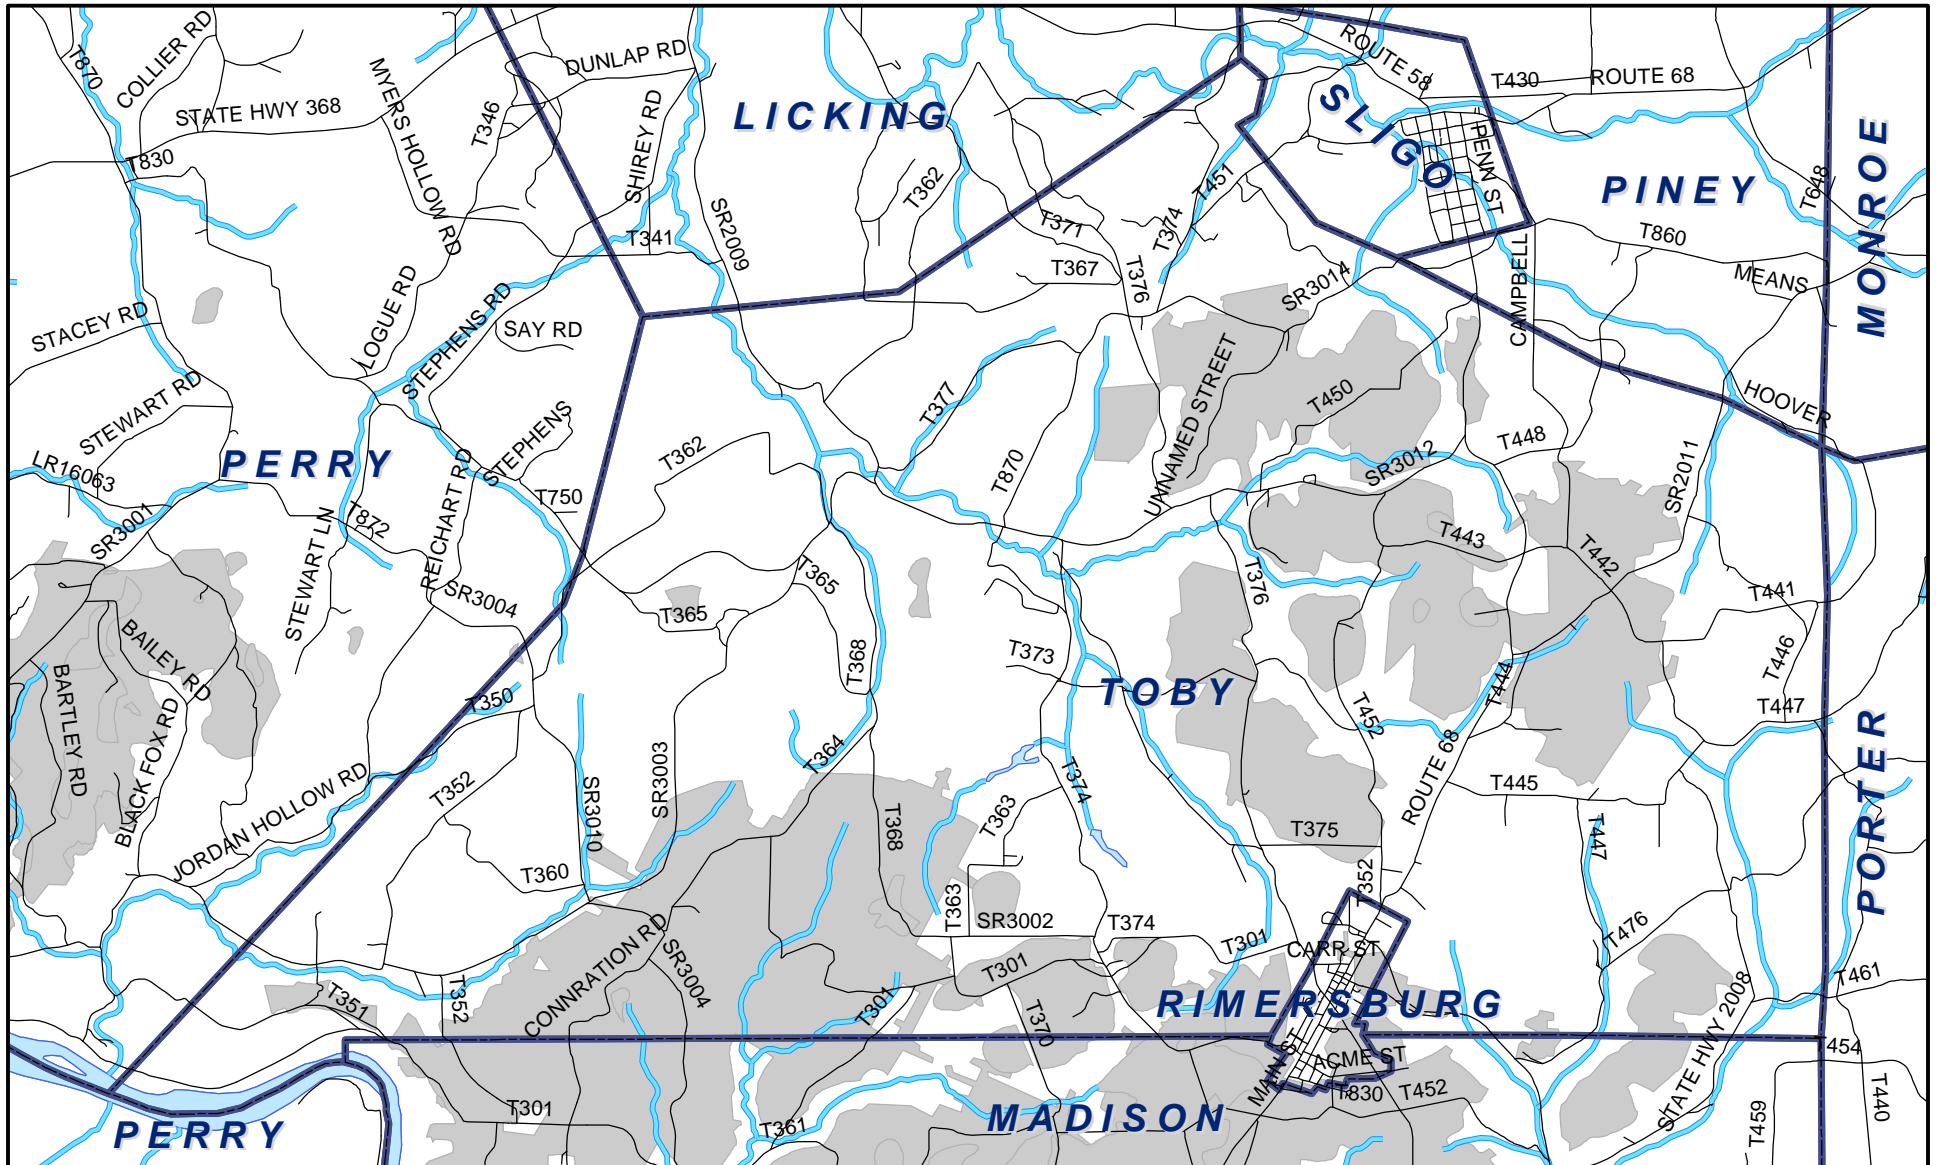 COLLIER RD
T870
STATE HWY 368
MYERS HOLLOW RD
T346
DUNLAP RD
SHIREY RD
LICKING
ROUTE 58
T430
ROUTE 68
SLIGO
PENN ST
PINEY
MONROE
T648
T830
T362
T451
T374
T371
T367
T376
SR2009
T341
T860
MEANS
CAMPBELL
SR3014
STACEY RD
LOGUE RD
STEPHENS RD
SAY RD
UNNAMED STREET
T450
HOOVER
STEWART RD
STEPHENS
T377
T362
T870
T448
SR3012
SR2011
LR16063
PERRY
REICHART RD
T750
SR3001
T872
STEWART LN
T443
T442
T376
T441
SR3004
T365
T365
T368
T373
T446
BAILEY RD
BARTLEY RD
BLACK FOX RD
T350
TOBY
T452
T444
T447
PORTER
JORDAN HOLLOW RD
T352
SR3010
SR3003
T364
T374
ROUTE 68
T445
T363
T368
T375
T447
T360
T352
T363
SR3002
T374
T301
CARR ST
T476
CONNRATION RD
SR3004
T301
T461
T351
T352
T301
T370
RIMERSBURG
STATE HWY 2008
MAIN ST
ACME ST
T454
T301
T361
MADISON
T830
T452
T459
T440
PERRY